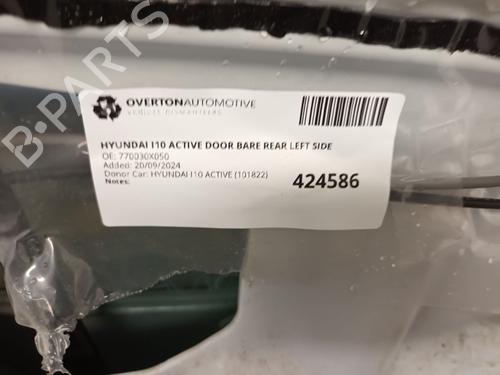 B-PARTS
OVERTONAUTOMOTIVE
VEHICLE DISMANTLERS
HYUNDAI I10 ACTIVE DOOR BARE REAR LEFT SIDE
OE: 770030X050
Added: 20/09/2024
Donor Car: HYUNDAI I10 ACTIVE (101822)
Notes:
424586